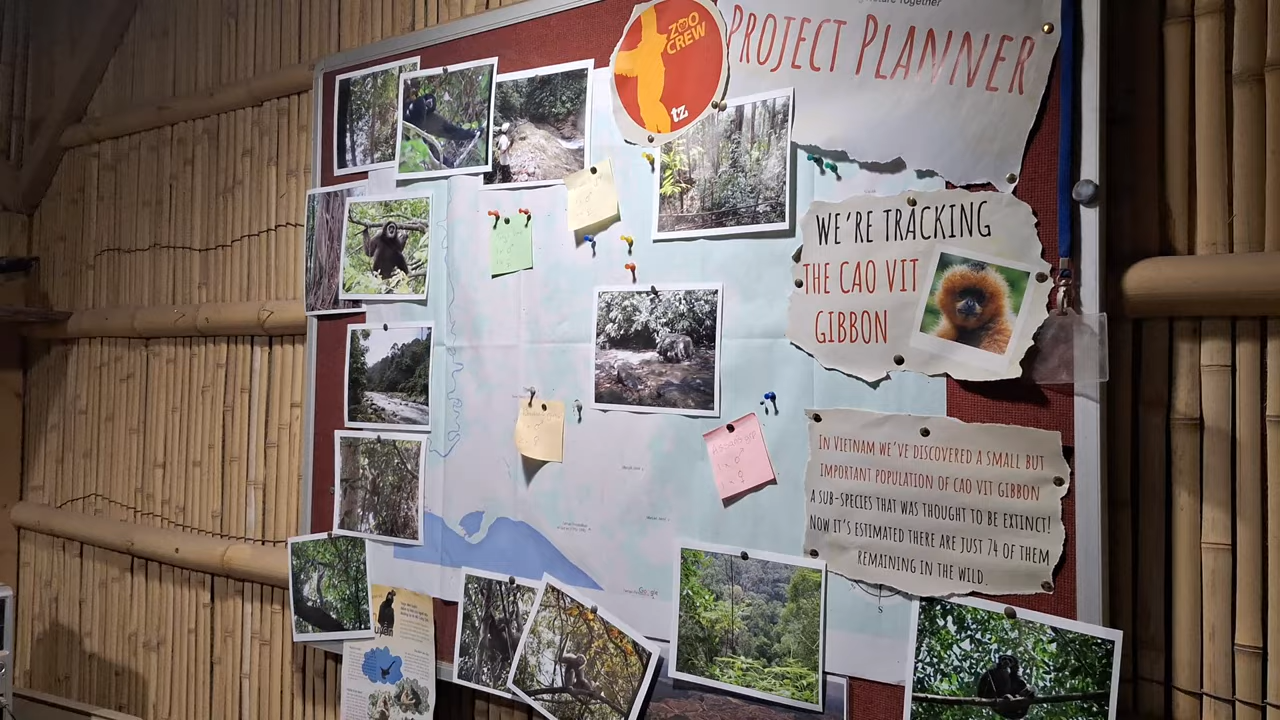 ZOO
CREW
tz
Together
PROJECT PLANNER
WE'RE TRACKING
THE CAO VIT
GIBBON
IN VIETNAM WE'VE DISCOVERED A SMALL BUT
IMPORTANT POPULATION OF CAO VIT GIBBON
A SUB-SPECIES THAT WAS THOUGHT TO BE EXTINCT!
NOW IT'S ESTIMATED THERE ARE JUST 74 OF THEM
REMAINING IN THE WILD.